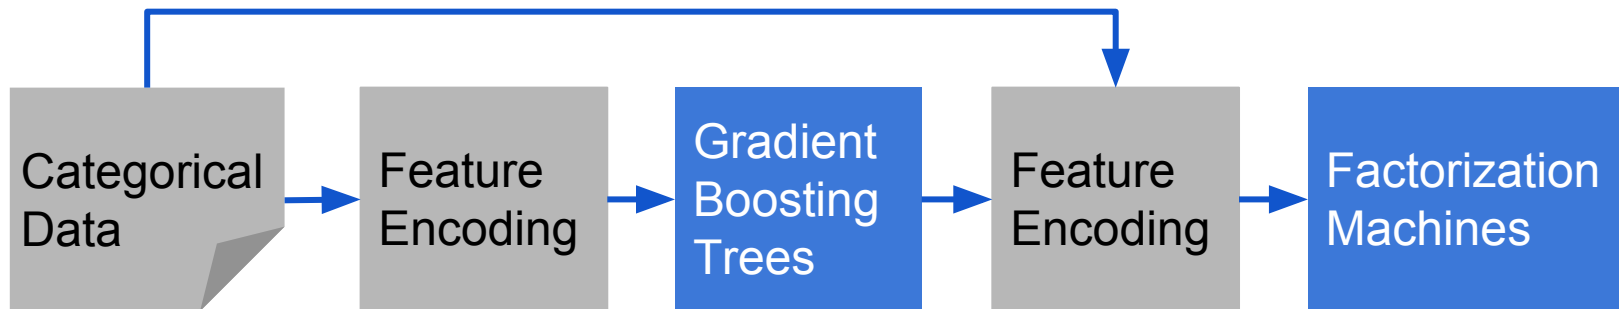 Categorical
Data
Feature
Encoding
Gradient
Boosting
Trees
Feature
Encoding
Factorization
Machines